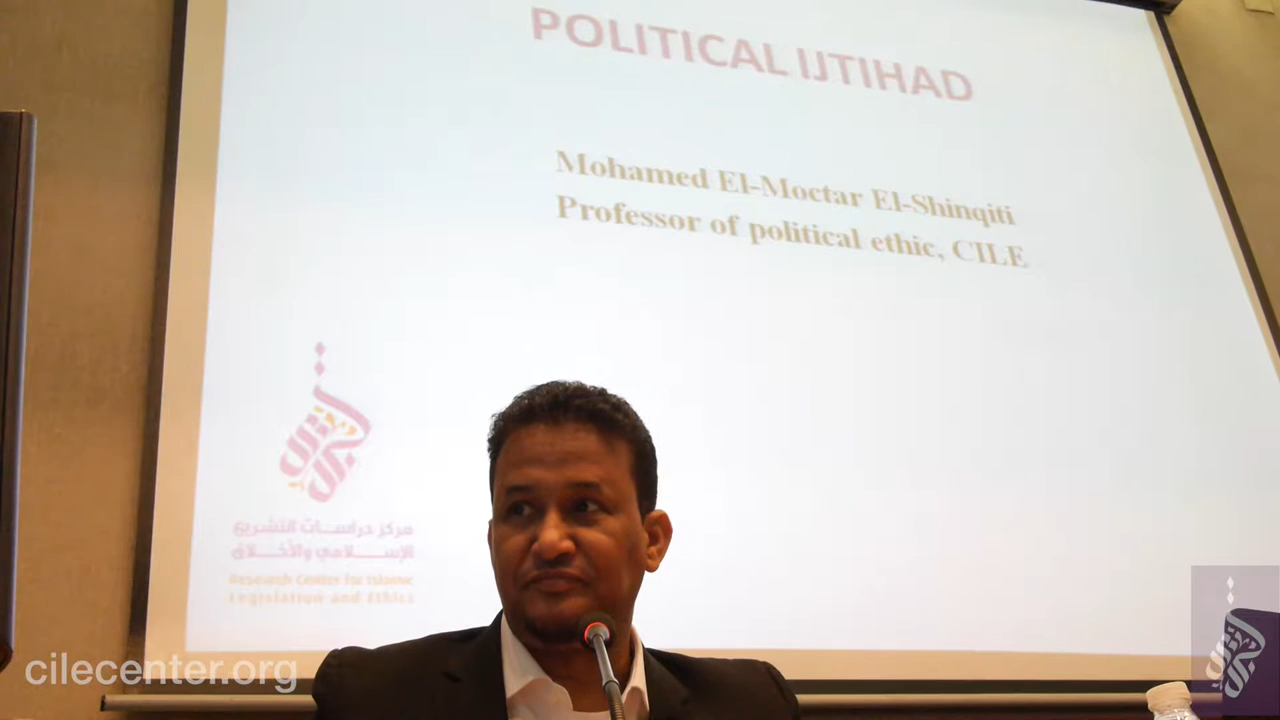 POLITICAL IJTIHAD
Mohamed El-Moctar El-Shinqiti
Professor of political ethic, CILE
مركز دراسات التشريع
الإسلامي والأخلاق
Research Center for Islamic
Legislation and Ethics
cilecenter.org